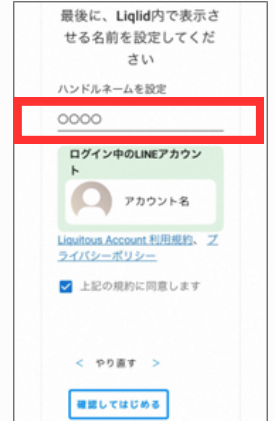 最後に、Liqlid内で表示さ
せる名前を設定してくだ
さい
ハンドルネームを設定
○○○○
ログイン中のLINEアカウン
ト
アカウント名
Liquitous Account 利用規約、 プ
ライバシーポリシー
上記の規約に同意します
< やり直す >
確認してはじめる